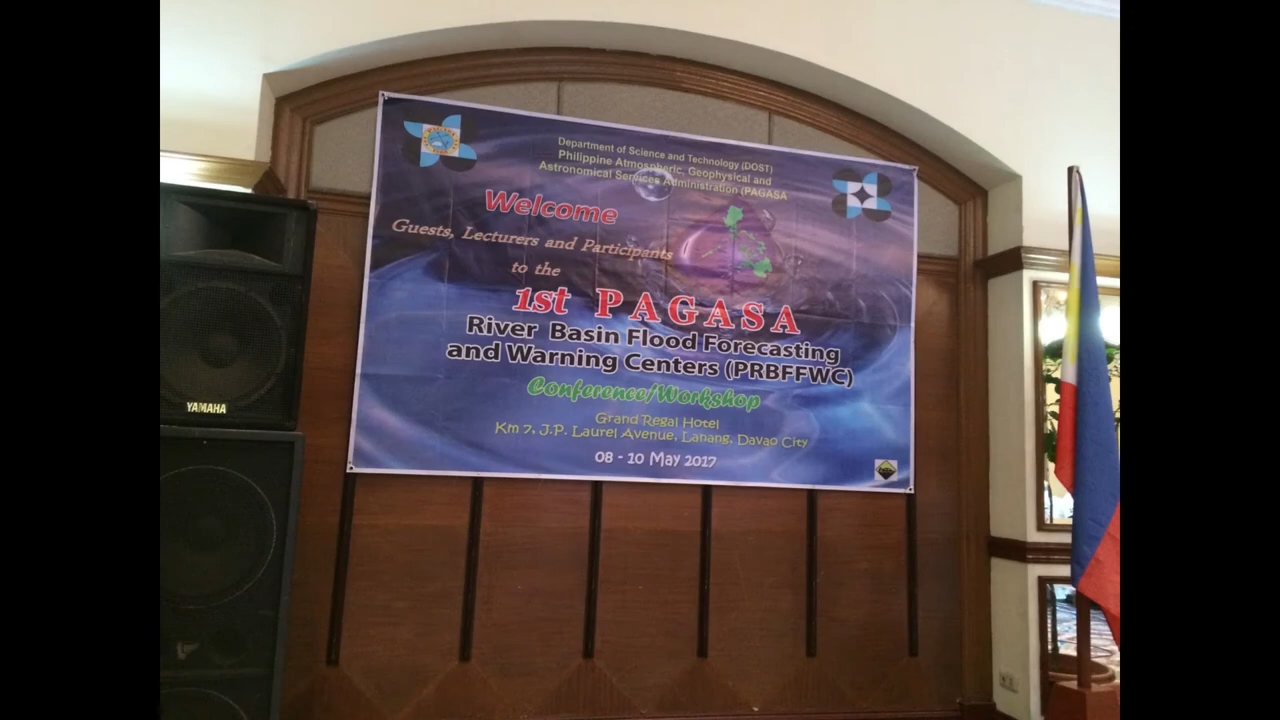 Department of Science and Technology (DOST)
Philippine Atmospheric, Geophysical and
Astronomical Services Administration (PAGASA
Welcome
Guests, Lecturers and Participants
to the
1st PAGASA
River Basin Flood Forecasting
and Warning Centers (PRBFFWC)
Conference/Workshop
Grand Regal Hotel
Km 7, J.P. Laurel Avenue, Lanang, Davao City
08 - 10 May 2017
YAMAHA